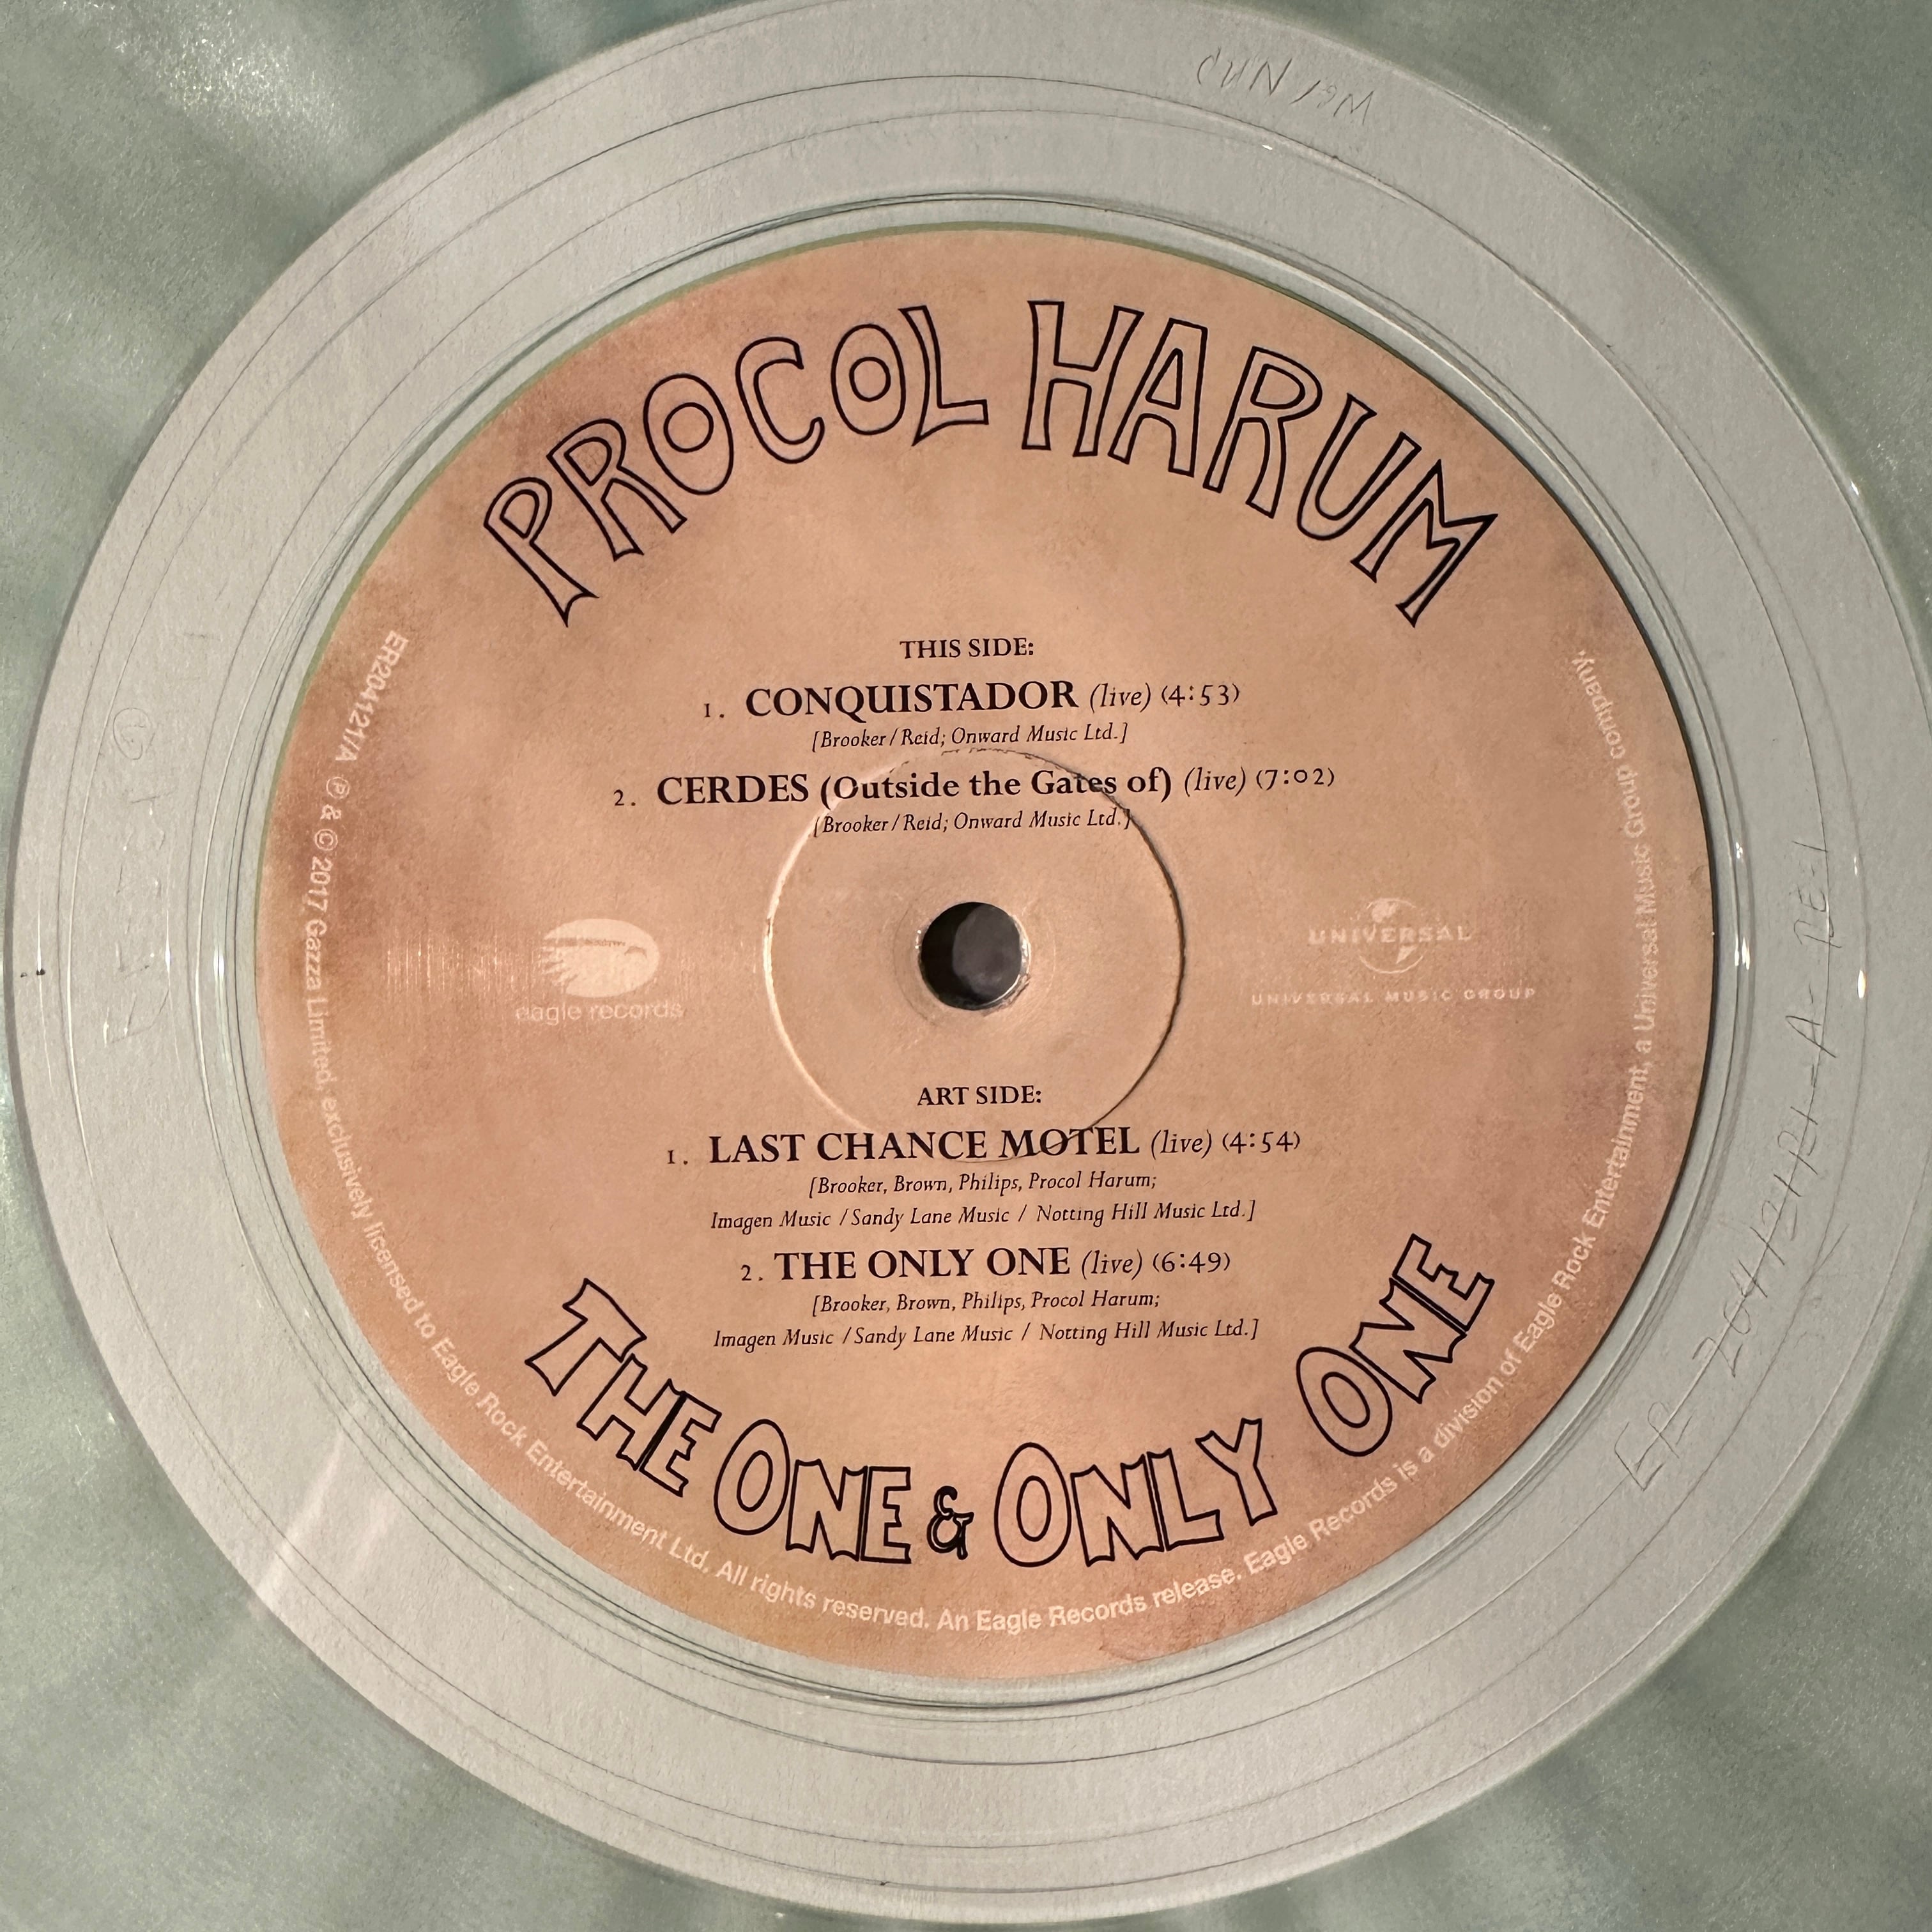 PROCOL HARUM
THIS SIDE:
1. CONQUISTADOR (live) (4:53)
[Brooker/Reid; Onward Music Ltd.]
2. CERDES (Outside the Gates of) (live) (7:02)
[Brooker/Reid; Onward Music Ltd.]
eagle records
UNIVERSAL
UNIVERSAL MUSIC GROUP
ART SIDE:
1. LAST CHANCE MOTEL (live) (4:54)
[Brooker, Brown, Philips, Procol Harum;
Imagen Music / Sandy Lane Music / Notting Hill Music Ltd.]
2. THE ONLY ONE (live) (6:49)
[Brooker, Brown, Philips, Procol Harum;
Imagen Music / Sandy Lane Music / Notting Hill Music Ltd.]
THE ONE & ONLY ONE
ER204121/A ℗ & © 2017 Gazza Limited, exclusively licensed to Eagle Rock Entertainment Ltd, All rights reserved. An Eagle Records release. Eagle Records is a division of Eagle Rock Entertainment, a Universal Music Group company.